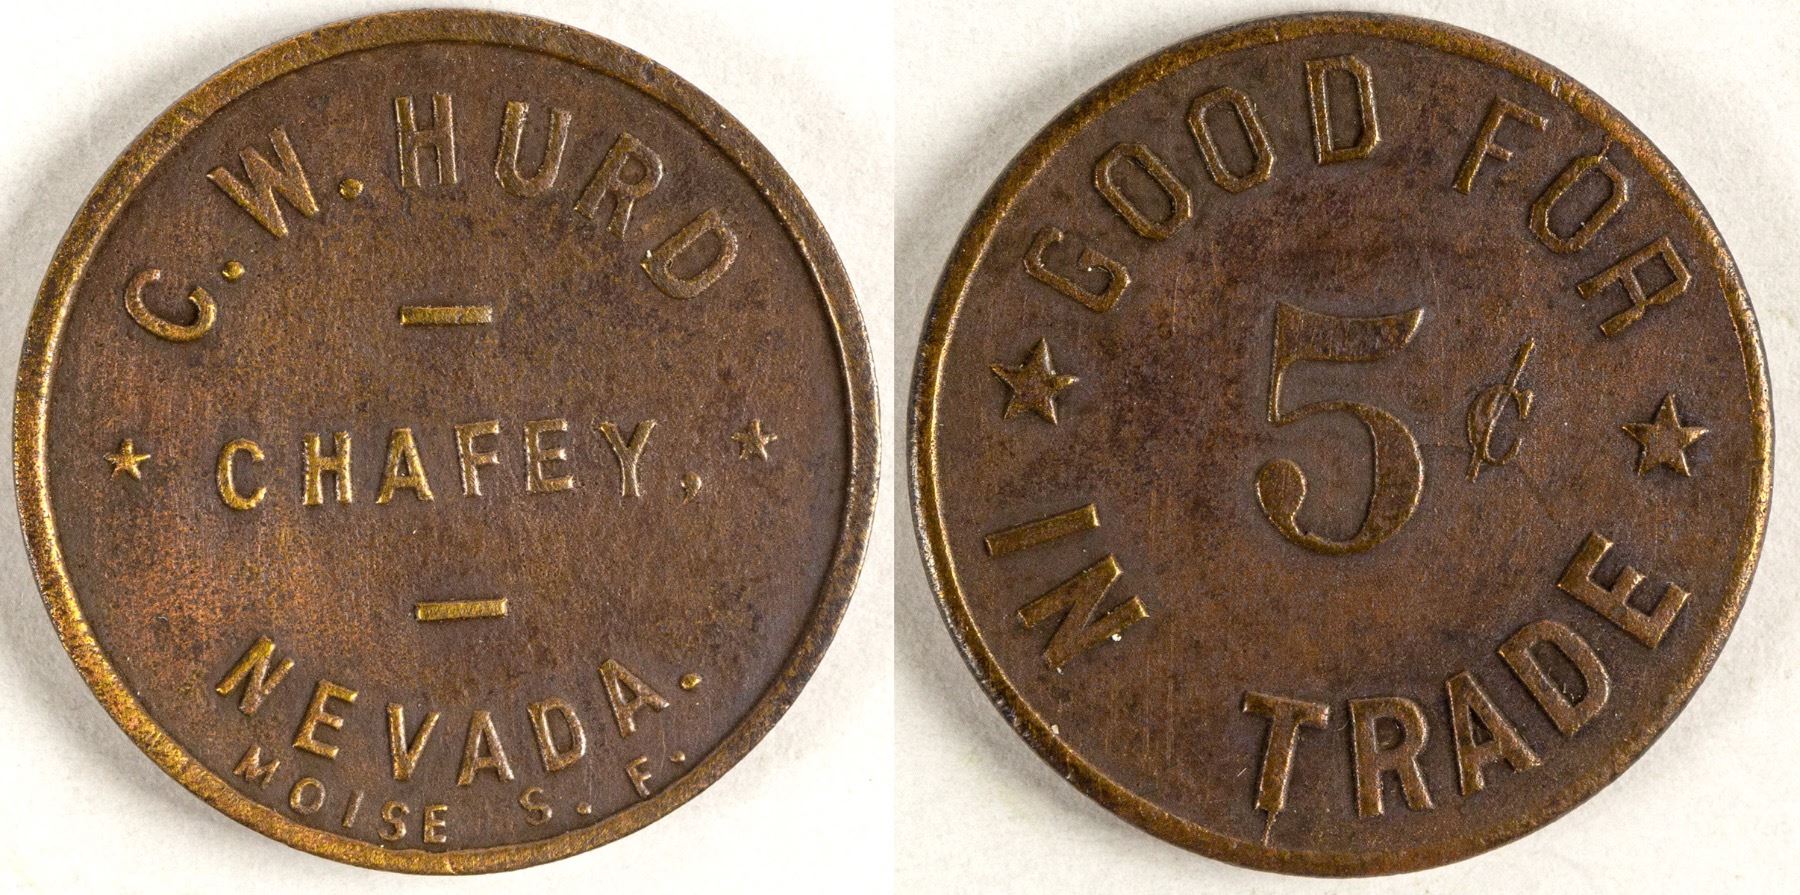 C. W. HURD
CHAFEY,
NEVADA.
MOISE S. F.
GOOD FOR
5¢
IN TRADE